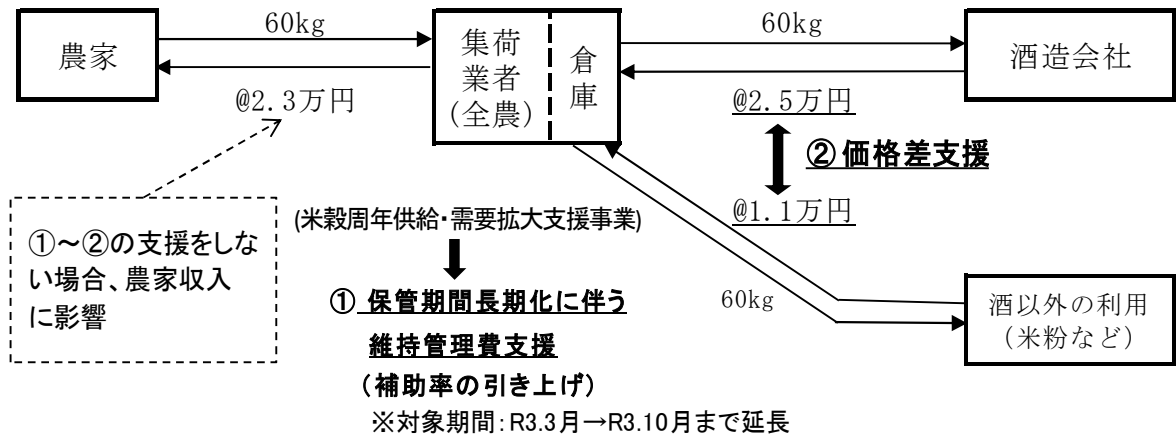 農家
60kg
@2.3万円
集荷
業者
(全農)
倉
庫
60kg
酒造会社
@2.5万円
② 価格差支援
@1.1万円
①～②の支援をしな
い場合、農家収入
に影響
(米穀周年供給・需要拡大支援事業)
① 保管期間長期化に伴う
維持管理費支援
(補助率の引き上げ)
※対象期間：R3.3月→R3.10月まで延長
60kg
酒以外の利用
(米粉など)